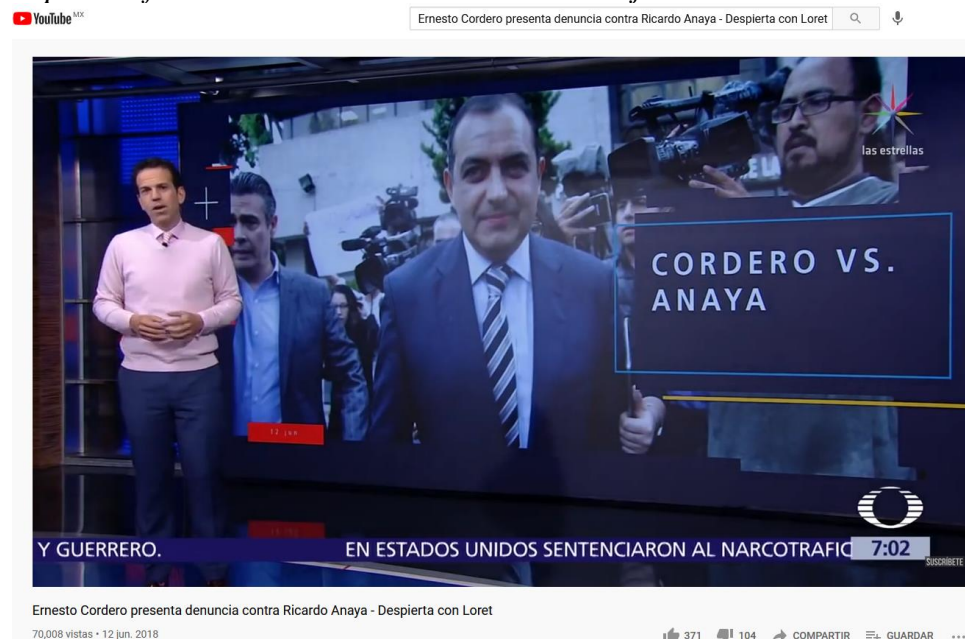 YouTube MX
Ernesto Cordero presenta denuncia contra Ricardo Anaya - Despierta con Loret
las estrellas
CORDERO VS.
ANAYA
12 jun
Y GUERRERO. EN ESTADOS UNIDOS SENTENCIARON AL NARCOTRAFIC 7:02
SUSCRÍBETE
Ernesto Cordero presenta denuncia contra Ricardo Anaya - Despierta con Loret
70,008 vistas • 12 jun. 2018 371 104 COMPARTIR GUARDAR ...